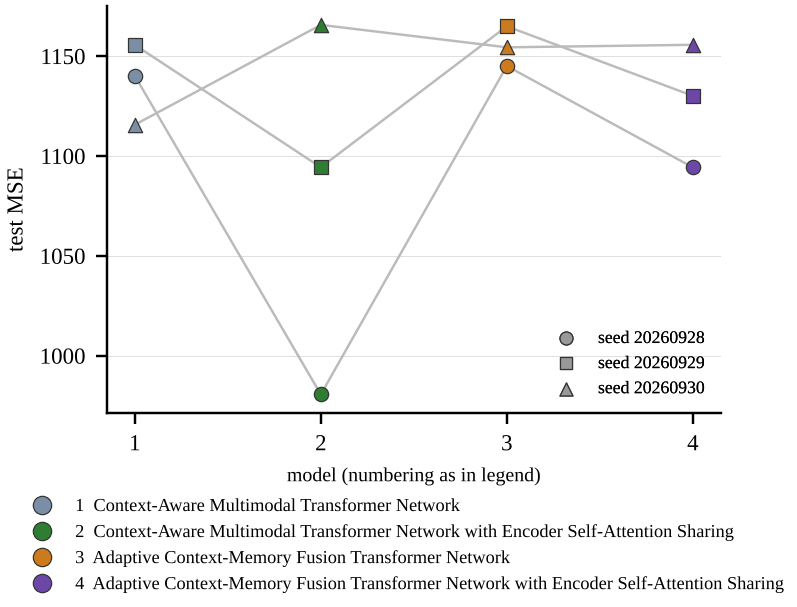 1150
1100
1050
1000
test MSE
seed 20260928
seed 20260929
seed 20260930
1 2 3 4
model (numbering as in legend)
1 Context-Aware Multimodal Transformer Network
2 Context-Aware Multimodal Transformer Network with Encoder Self-Attention Sharing
3 Adaptive Context-Memory Fusion Transformer Network
4 Adaptive Context-Memory Fusion Transformer Network with Encoder Self-Attention Sharing